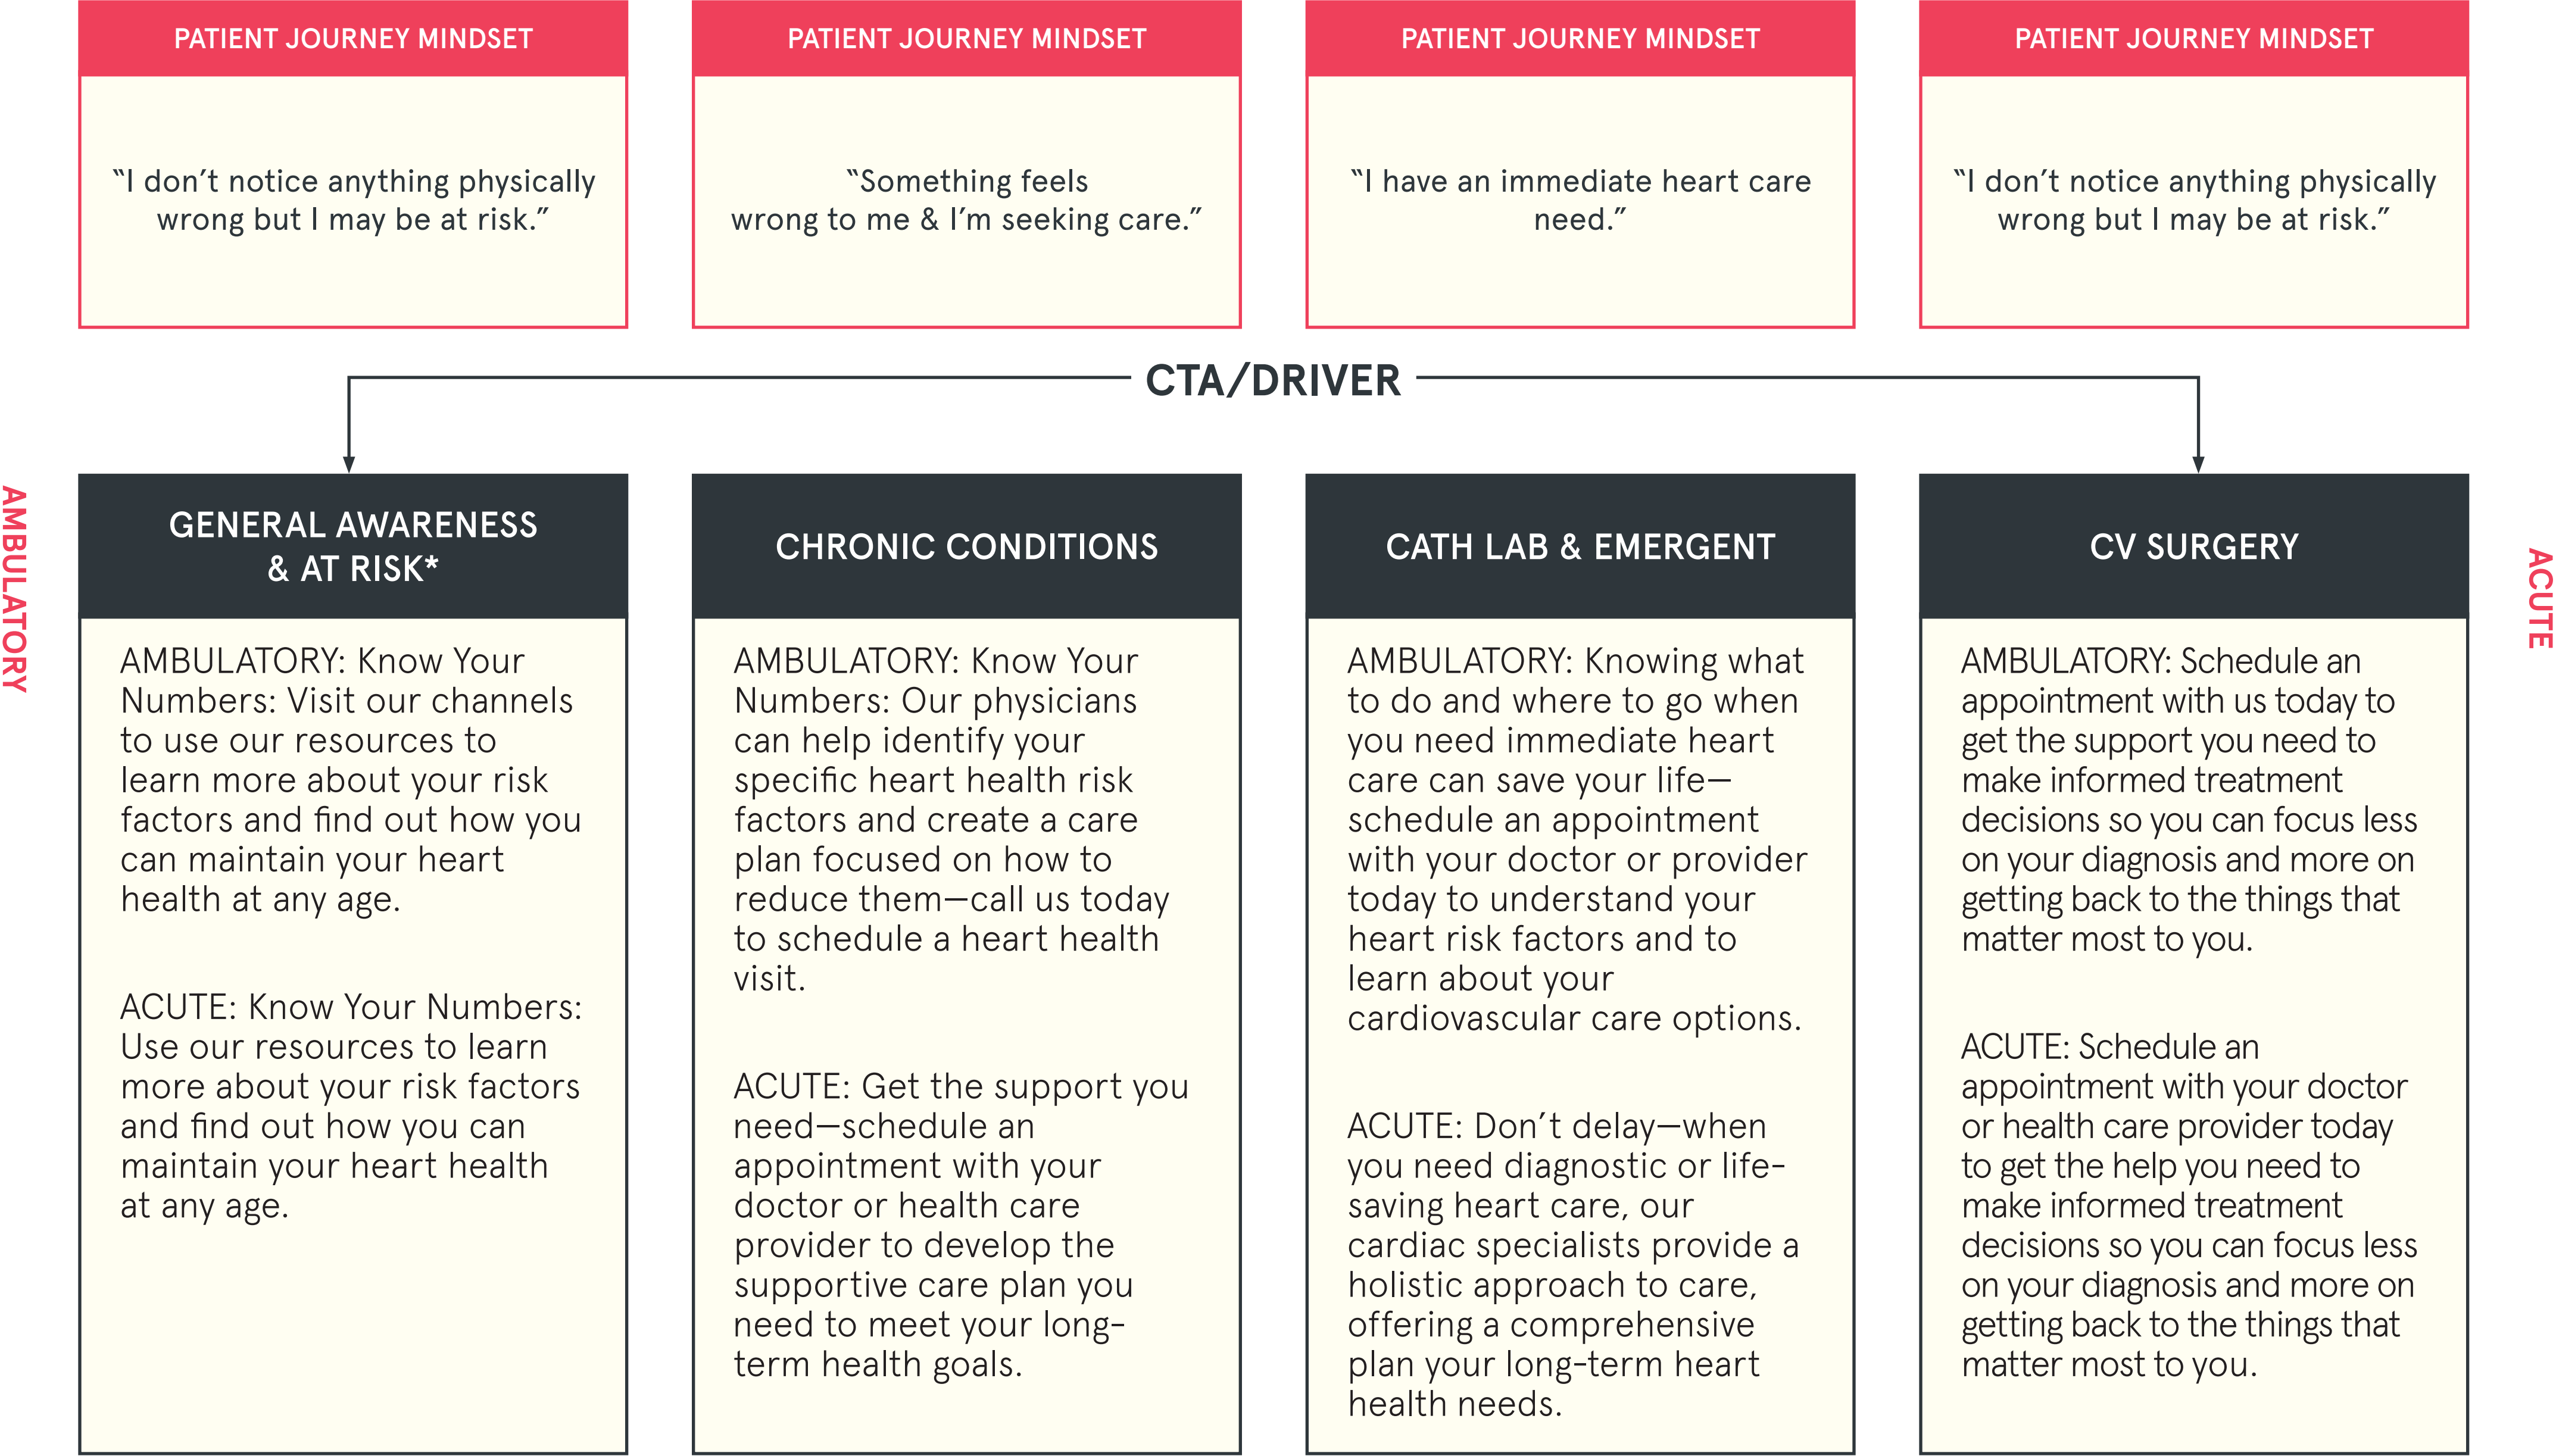 PATIENT JOURNEY MINDSET
“I don’t notice anything physically
wrong but I may be at risk.”
PATIENT JOURNEY MINDSET
“Something feels
wrong to me & I’m seeking care.”
PATIENT JOURNEY MINDSET
“I have an immediate heart care
need.”
PATIENT JOURNEY MINDSET
“I don’t notice anything physically
wrong but I may be at risk.”
CTA/DRIVER
AMBULATORY
GENERAL AWARENESS
& AT RISK*
AMBULATORY: Know Your
Numbers: Visit our channels
to use our resources to
learn more about your risk
factors and find out how you
can maintain your heart
health at any age.
ACUTE: Know Your Numbers:
Use our resources to learn
more about your risk factors
and find out how you can
maintain your heart health
at any age.
CHRONIC CONDITIONS
AMBULATORY: Know Your
Numbers: Our physicians
can help identify your
specific heart health risk
factors and create a care
plan focused on how to
reduce them—call us today
to schedule a heart health
visit.
ACUTE: Get the support you
need—schedule an
appointment with your
doctor or health care
provider to develop the
supportive care plan you
need to meet your long-
term health goals.
CATH LAB & EMERGENT
AMBULATORY: Knowing what
to do and where to go when
you need immediate heart
care can save your life—
schedule an appointment
with your doctor or provider
today to understand your
heart risk factors and to
learn about your
cardiovascular care options.
ACUTE: Don’t delay—when
you need diagnostic or life-
saving heart care, our
cardiac specialists provide a
holistic approach to care,
offering a comprehensive
plan your long-term heart
health needs.
CV SURGERY
AMBULATORY: Schedule an
appointment with us today to
get the support you need to
make informed treatment
decisions so you can focus less
on your diagnosis and more on
getting back to the things that
matter most to you.
ACUTE: Schedule an
appointment with your doctor
or health care provider today
to get the help you need to
make informed treatment
decisions so you can focus less
on your diagnosis and more on
getting back to the things that
matter most to you.
ACUTE